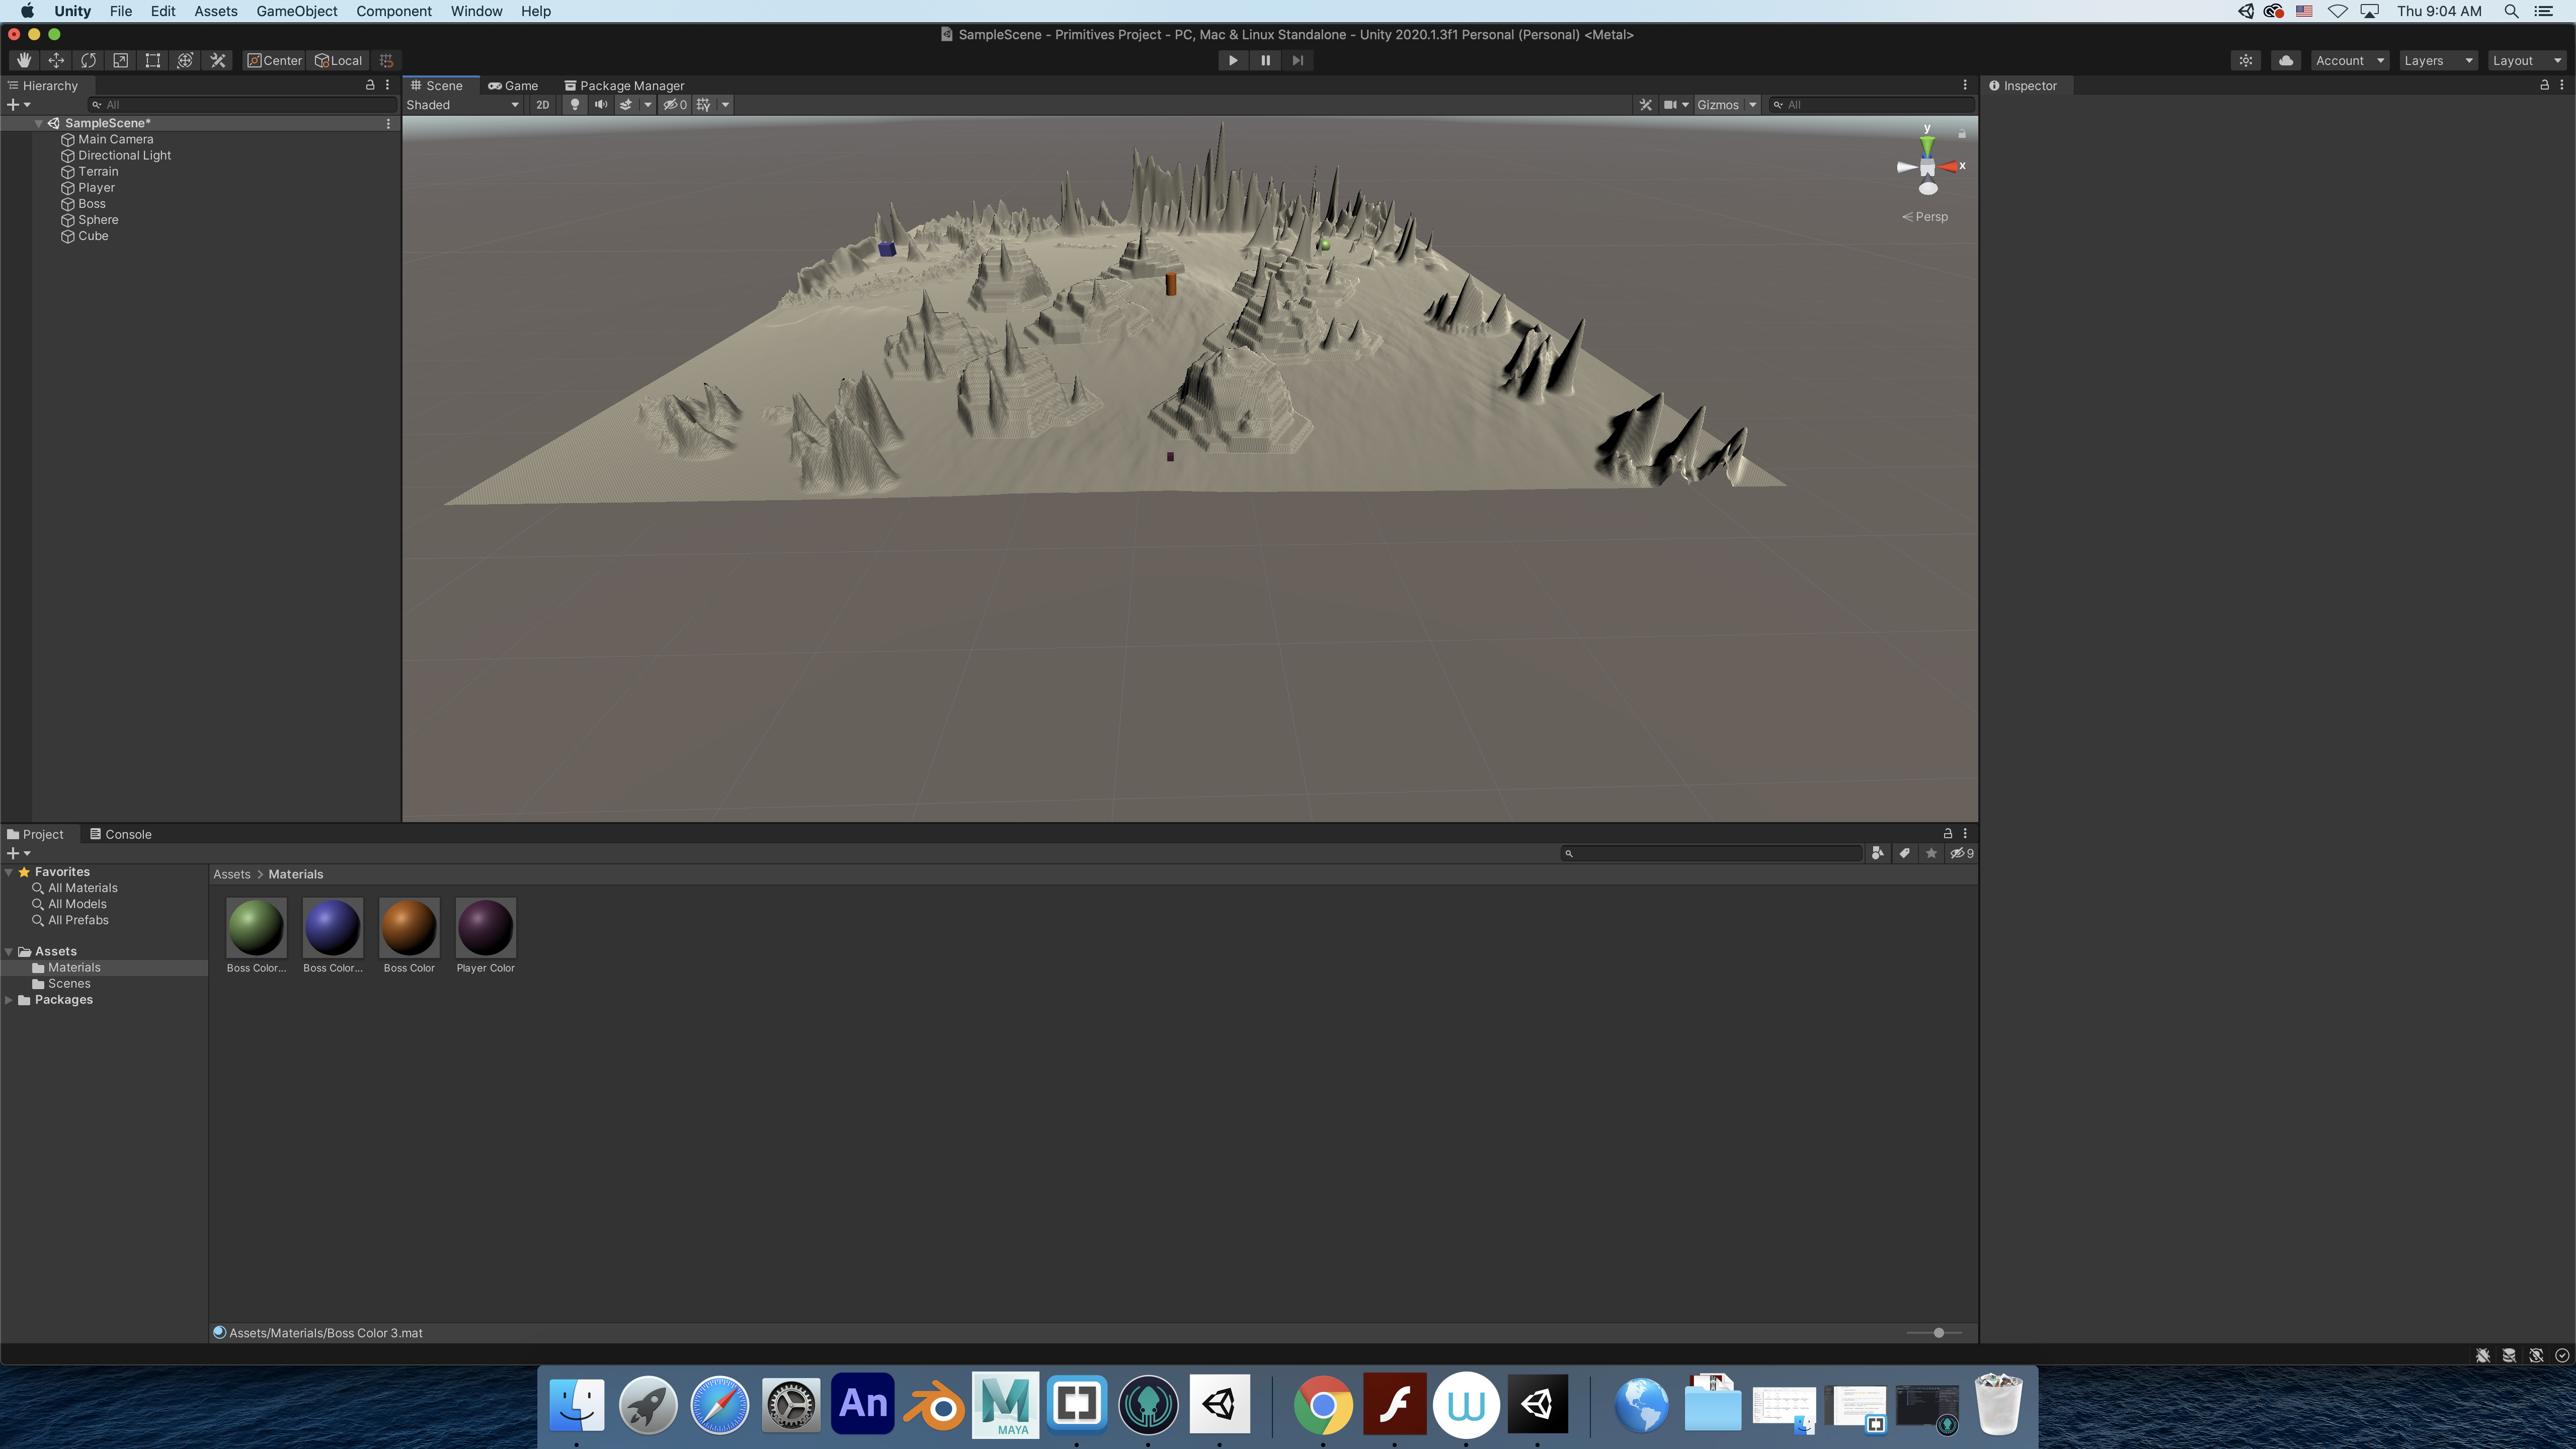 Unity File Edit Assets GameObject Component Window Help Thu 9:04 AM
SampleScene - Primitives Project - PC, Mac & Linux Standalone - Unity 2020.1.3f1 Personal (Personal) <Metal>
Center Local Account Layers Layout
Hierarchy Scene Game Package Manager Inspector
All Shaded 2D 0 Gizmos All
SampleScene*
Main Camera
Directional Light
Terrain
Player
Boss
Sphere
Cube
y
x
Persp
Project Console
9
Favorites
All Materials
All Models
All Prefabs
Assets
Materials
Scenes
Packages
Assets > Materials
Boss Color... Boss Color... Boss Color Player Color
Assets/Materials/Boss Color 3.mat
An
MAYA